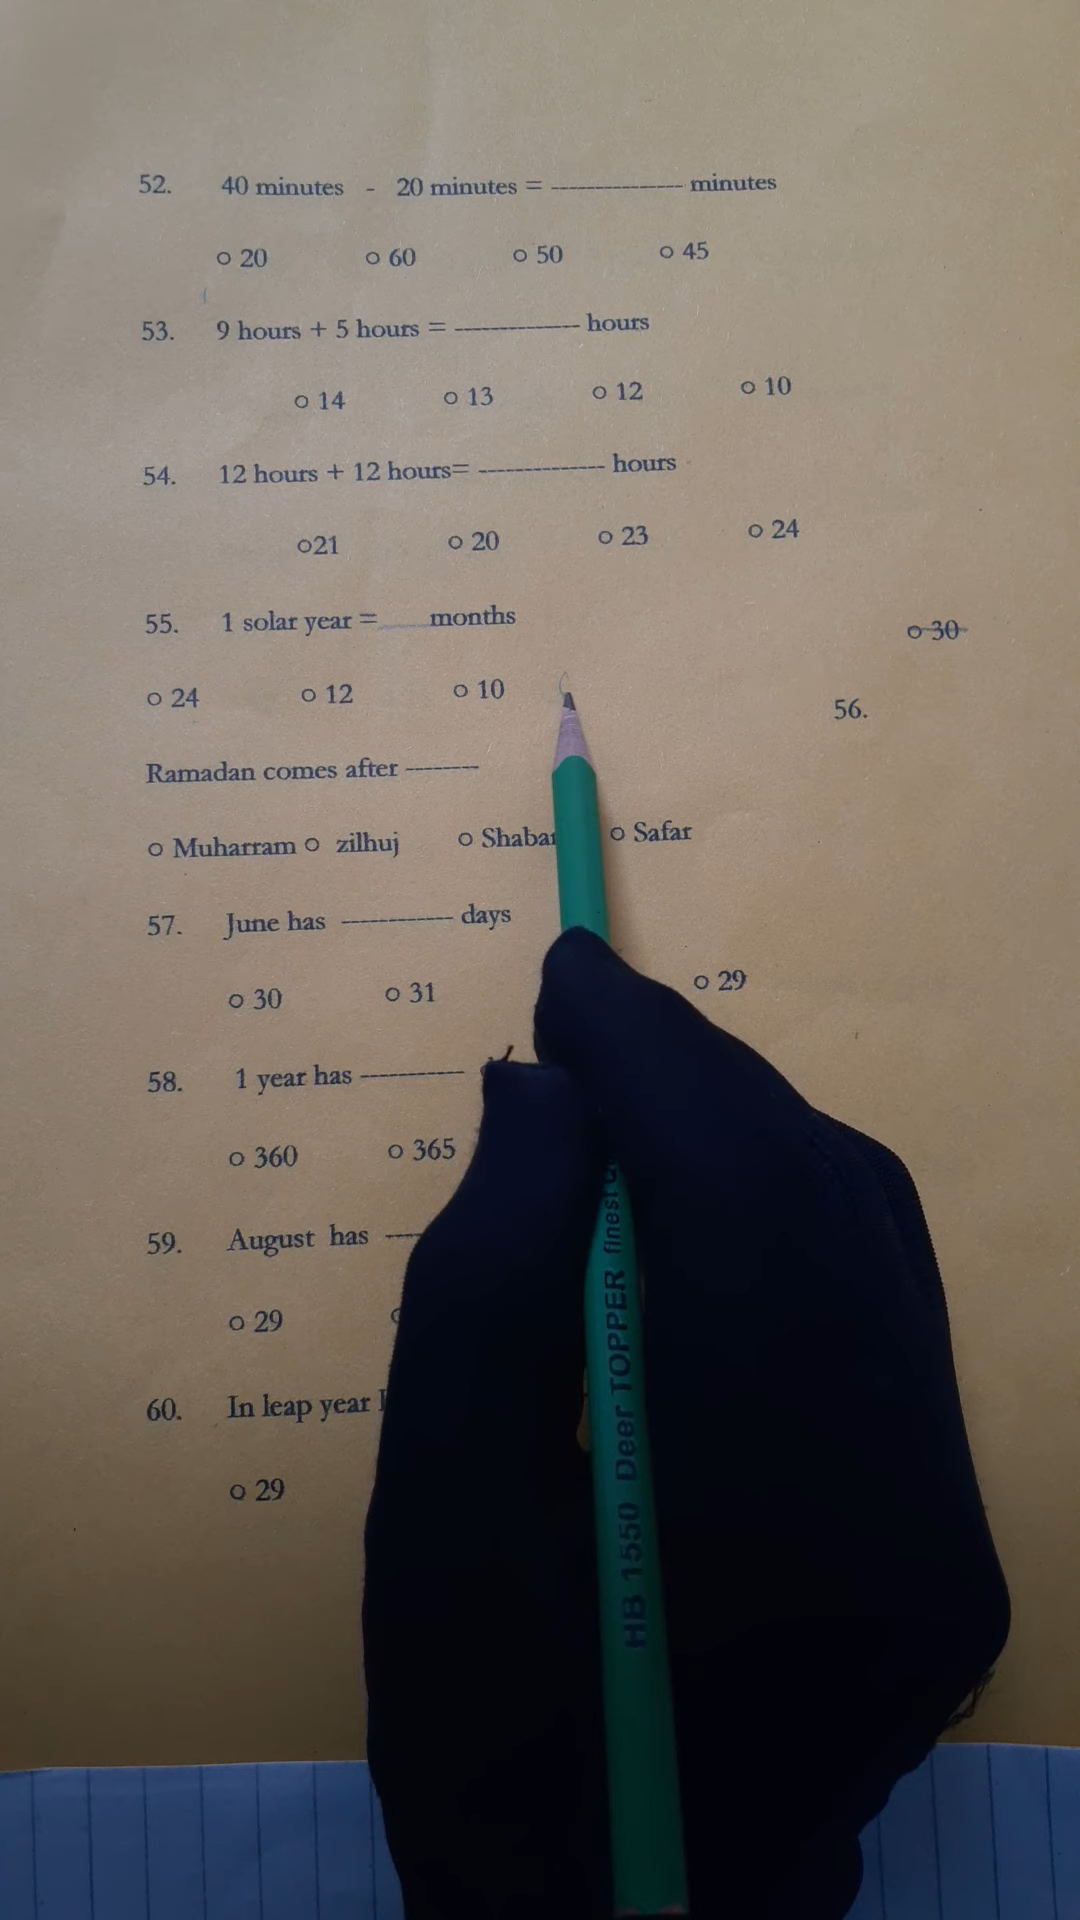 52. 40 minutes - 20 minutes = --------------- minutes
o 20 o 60 o 50 o 45
53. 9 hours + 5 hours = -------------- hours
o 14 o 13 o 12 o 10
54. 12 hours + 12 hours= -------------- hours
o21 o 20 o 23 o 24
55. 1 solar year = ___ months
o 30
o 24 o 12 o 10
56.
Ramadan comes after --------
o Muharram o zilhuj o Shaba o Safar
57. June has ------------ days
o 30 o 31 o 29
58. 1 year has -----------
o 360 o 365
59. August has ----
o 29
60. In leap year
o 29
HB 1550 Deer TOPPER finest